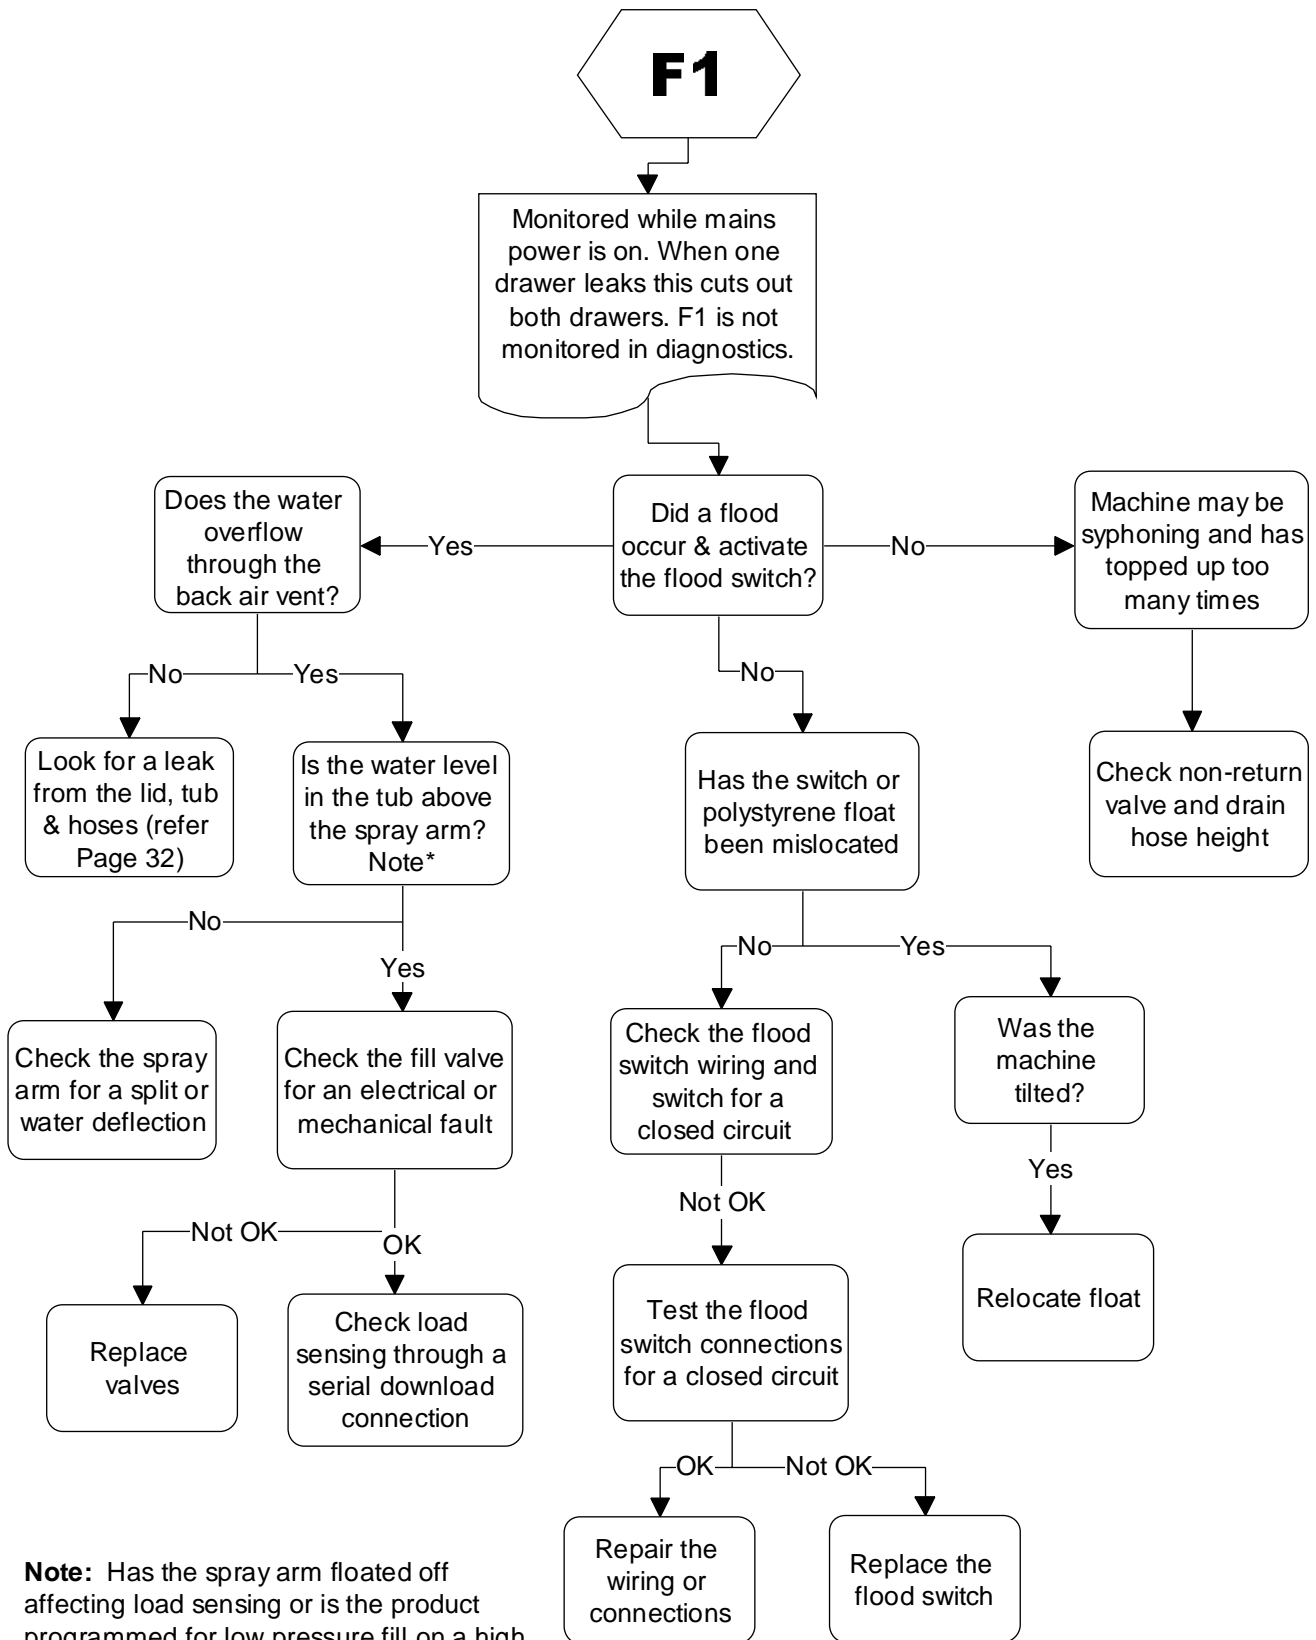 F1
Monitored while mains
power is on. When one
drawer leaks this cuts out
both drawers. F1 is not
monitored in diagnostics.
Did a flood
occur & activate
the flood switch?
Yes
No
No
Does the water
overflow
through the
back air vent?
No
Yes
Look for a leak
from the lid, tub
& hoses (refer
Page 32)
Is the water level
in the tub above
the spray arm?
Note*
No
Yes
Check the spray
arm for a split or
water deflection
Check the fill valve
for an electrical or
mechanical fault
Not OK
OK
Replace
valves
Check load
sensing through a
serial download
connection
Machine may be
syphoning and has
topped up too
many times
Check non-return
valve and drain
hose height
Has the switch or
polystyrene float
been mislocated
No
Yes
Check the flood
switch wiring and
switch for a
closed circuit
Not OK
Test the flood
switch connections
for a closed circuit
OK
Not OK
Repair the
wiring or
connections
Replace the
flood switch
Was the
machine
tilted?
Yes
Relocate float
Note: Has the spray arm floated off
affecting load sensing or is the product
programmed for low pressure fill on a high